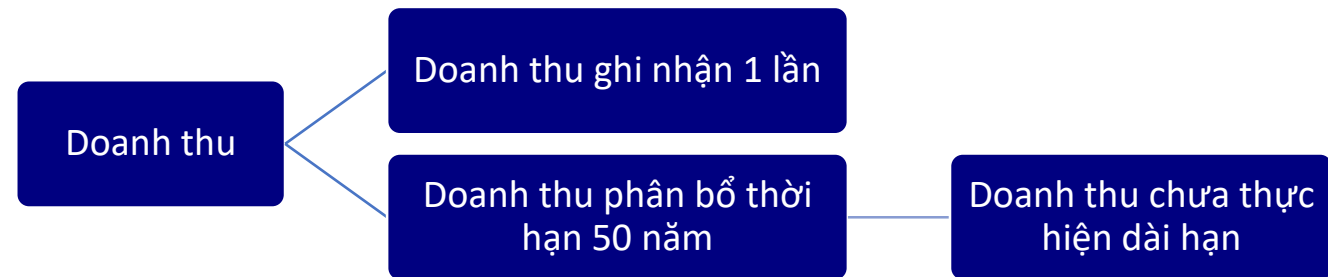 Doanh thu
Doanh thu ghi nhận 1 lần
Doanh thu phân bổ thời
hạn 50 năm
Doanh thu chưa thực
hiện dài hạn